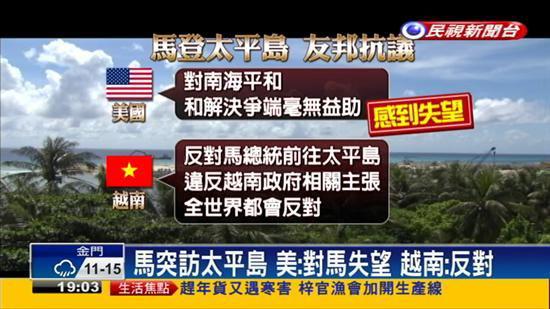 民視新聞台
馬登太平島 友邦抗議
美國
對南海平和
和解決爭端毫無益助
感到失望
越南
反對馬總統前往太平島
違反越南政府相關主張
全世界都會反對
金門
11-15
馬突訪太平島 美:對馬失望 越南:反對
19:03
生活焦點
趕年貨又遇寒害 梓官漁會加開生產線